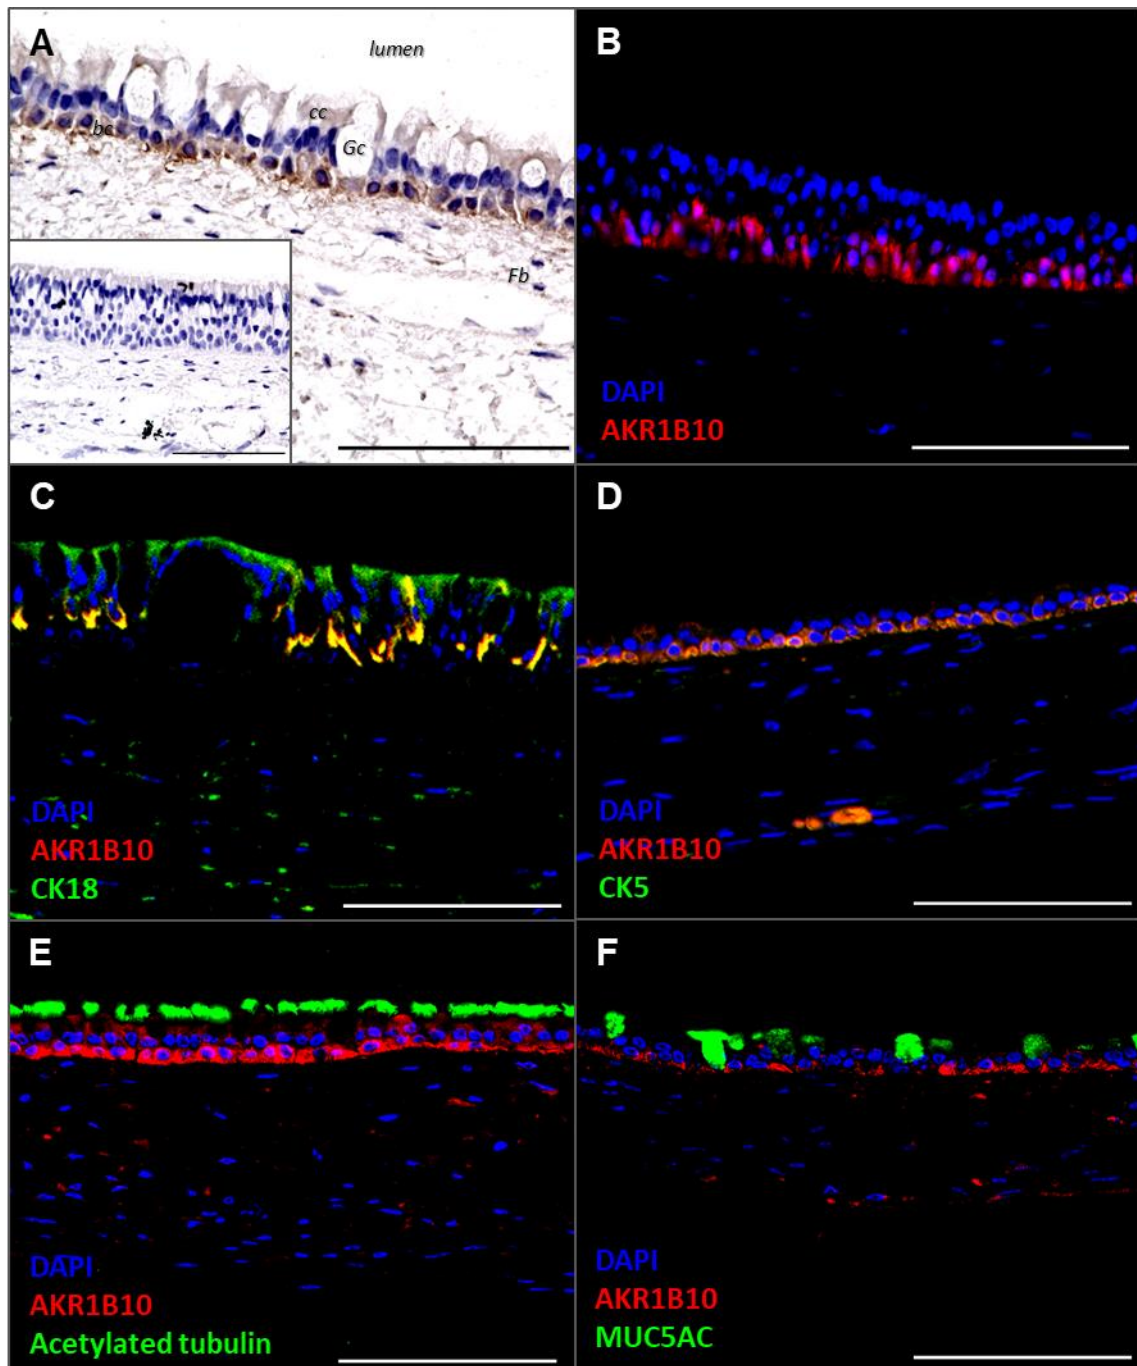 A
lumen
bc
cc
Gc
Fb
B
DAPI
AKR1B10
C
DAPI
AKR1B10
CK18
D
DAPI
AKR1B10
CK5
E
DAPI
AKR1B10
Acetylated tubulin
F
DAPI
AKR1B10
MUC5AC